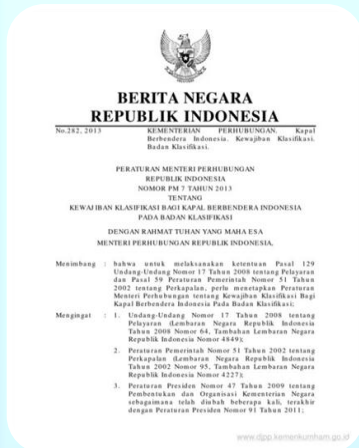 BERITA NEGARA
REPUBLIK INDONESIA
No.282, 2013 KEMENTERIAN PERHUBUNGAN. Kapal
Berbendera Indonesia. Kewajiban Klasifikasi.
Badan Klasifikasi.
PERATURAN MENTERI PERHUBUNGAN
REPUBLIK INDONESIA
NOMOR PM 7 TAHUN 2013
TENTANG
KEWAJIBAN KLASIFIKASI BAGI KAPAL BERBENDERA INDONESIA
PADA BADAN KLASIFIKASI
DENGAN RAHMAT TUHAN YANG MAHA ESA
MENTERI PERHUBUNGAN REPUBLIK INDONESIA,
Menimbang : bahwa untuk melaksanakan ketentuan Pasal 129
Undang-Undang Nomor 17 Tahun 2008 tentang Pelayaran
dan Pasal 59 Peraturan Pemerintah Nomor 51 Tahun
2002 tentang Perkapalan, perlu menetapkan Peraturan
Menteri Perhubungan tentang Kewajiban Klasifikasi Bagi
Kapal Berbendera Indonesia Pada Badan Klasifikasi;
Mengingat : 1. Undang-Undang Nomor 17 Tahun 2008 tentang
Pelayaran (Lembaran Negara Republik Indonesia
Tahun 2008 Nomor 64, Tambahan Lembaran Negara
Republik Indonesia Nomor 4849);
2. Peraturan Pemerintah Nomor 51 Tahun 2002 tentang
Perkapalan (Lembaran Negara Republik Indonesia
Tahun 2002 Nomor 95, Tambahan Lembaran Negara
Republik Indonesia Nomor 4227);
3. Peraturan Presiden Nomor 47 Tahun 2009 tentang
Pembentukan dan Organisasi Kementerian Negara
sebagaimana telah diubah beberapa kali, terakhir
dengan Peraturan Presiden Nomor 91 Tahun 2011;
www.djpp.kemenkumham.go.id